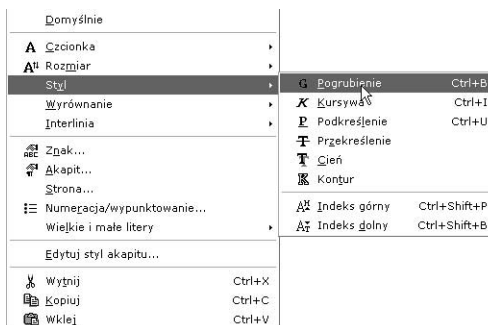 Domyślnie
A Czcionka
Rozmiar
Styl
Wyrównanie
Interlinia
Znak...
Akapit...
Strona...
Numeracja/wypunktowanie...
Wielkie i małe litery
Edytuj styl akapitu...
Wytnij Ctrl+X
Kopiuj Ctrl+C
Wklej Ctrl+V
G Pogrubienie Ctrl+B
K Kursywa Ctrl+I
P Podkreślenie Ctrl+U
Przekreślenie
Cień
Kontur
Indeks górny Ctrl+Shift+P
Indeks dolny Ctrl+Shift+B